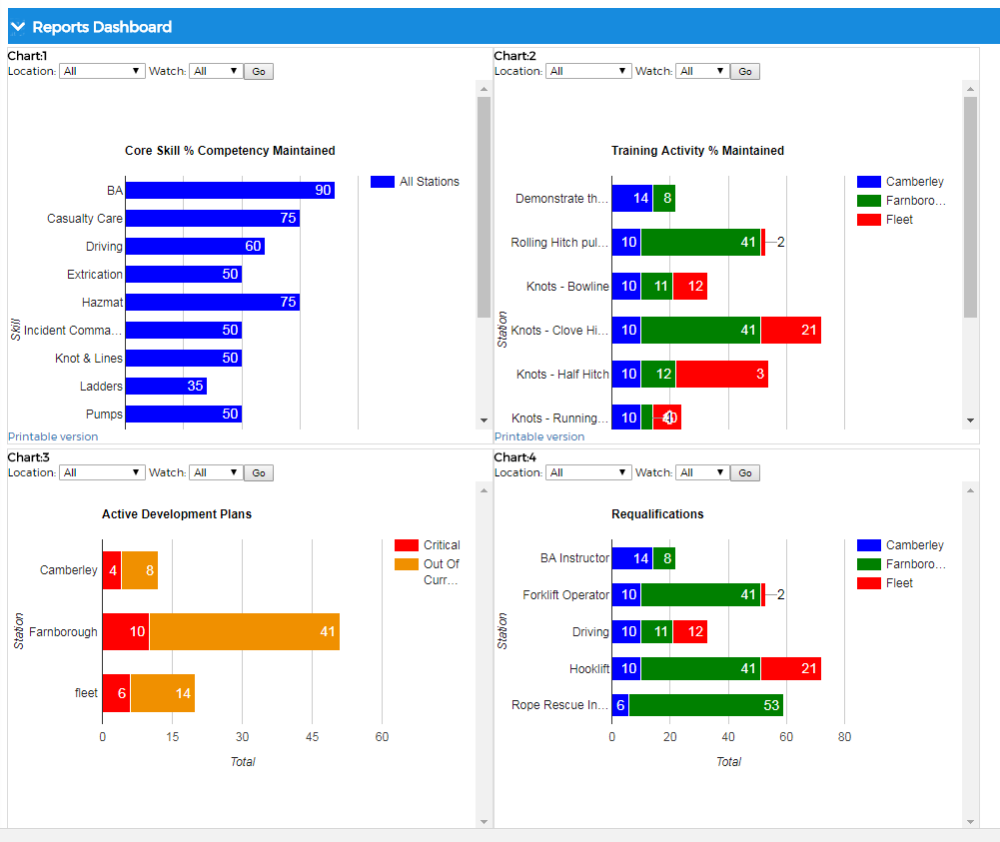 Reports Dashboard
Chart:1
Location: All Watch: All Go
Core Skill % Competency Maintained
All Stations
BA 90
Casualty Care 75
Driving 60
Extrication 50
Hazmat 75
Incident Comma... 50
Knot & Lines 50
Ladders 35
Pumps 50
Skill
Printable version
Chart:2
Location: All Watch: All Go
Training Activity % Maintained
Camberley
Farnboro...
Fleet
Demonstrate th... 14 8
Rolling Hitch pul... 10 41 2
Knots - Bowline 10 11 12
Knots - Clove Hi... 10 41 21
Knots - Half Hitch 10 12 3
Knots - Running... 10
Station
Printable version
Chart:3
Location: All Watch: All Go
Active Development Plans
Critical
Out Of
Curr...
Camberley 4 8
Farnborough 10 41
fleet 6 14
Station
0 15 30 45 60
Total
Chart:4
Location: All Watch: All Go
Requalifications
Camberley
Farnboro...
Fleet
BA Instructor 14 8
Forklift Operator 10 41 2
Driving 10 11 12
Hooklift 10 41 21
Rope Rescue In... 6 53
Station
0 20 40 60 80
Total